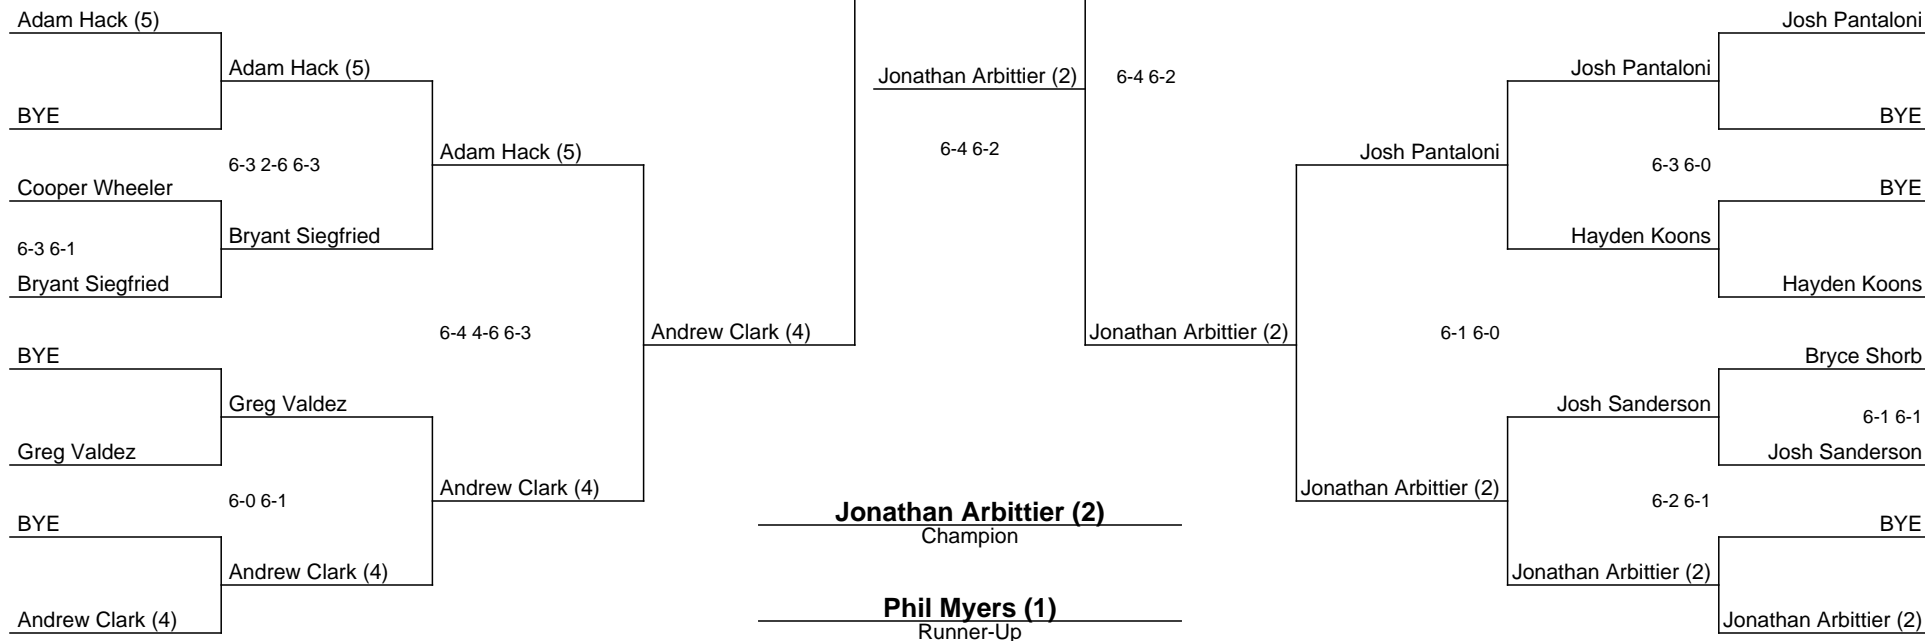 Adam Hack (5)
Adam Hack (5)
BYE
6-3 2-6 6-3
Adam Hack (5)
Cooper Wheeler
6-3 6-1
Bryant Siegfried
Bryant Siegfried
6-4 4-6 6-3
Andrew Clark (4)
BYE
Greg Valdez
Greg Valdez
6-0 6-1
Andrew Clark (4)
BYE
Andrew Clark (4)
Andrew Clark (4)
Jonathan Arbittier (2)
6-4 6-2
6-4 6-2
Jonathan Arbittier (2)
Champion
Phil Myers (1)
Runner-Up
Josh Pantaloni
Josh Pantaloni
BYE
Josh Pantaloni
6-3 6-0
BYE
Hayden Koons
Hayden Koons
Jonathan Arbittier (2)
6-1 6-0
Bryce Shorb
Josh Sanderson
6-1 6-1
Josh Sanderson
Jonathan Arbittier (2)
6-2 6-1
BYE
Jonathan Arbittier (2)
Jonathan Arbittier (2)